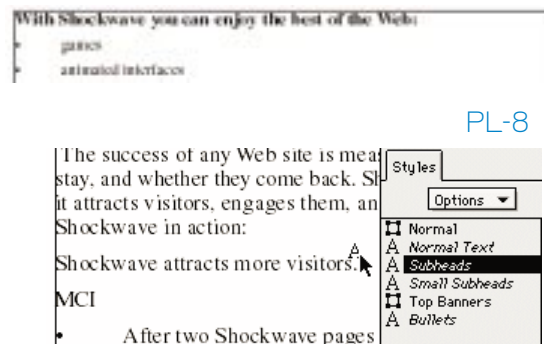 With Shockwave you can enjoy the best of the Web:
• games
• animated interfaces
PL-8
The success of any Web site is mea
stay, and whether they come back. Sh
it attracts visitors, engages them, an
Shockwave in action:
Shockwave attracts more visitors.
MCI
• After two Shockwave pages
Styles
Options
Normal
Normal Text
Subheads
Small Subheads
Top Banners
Bullets